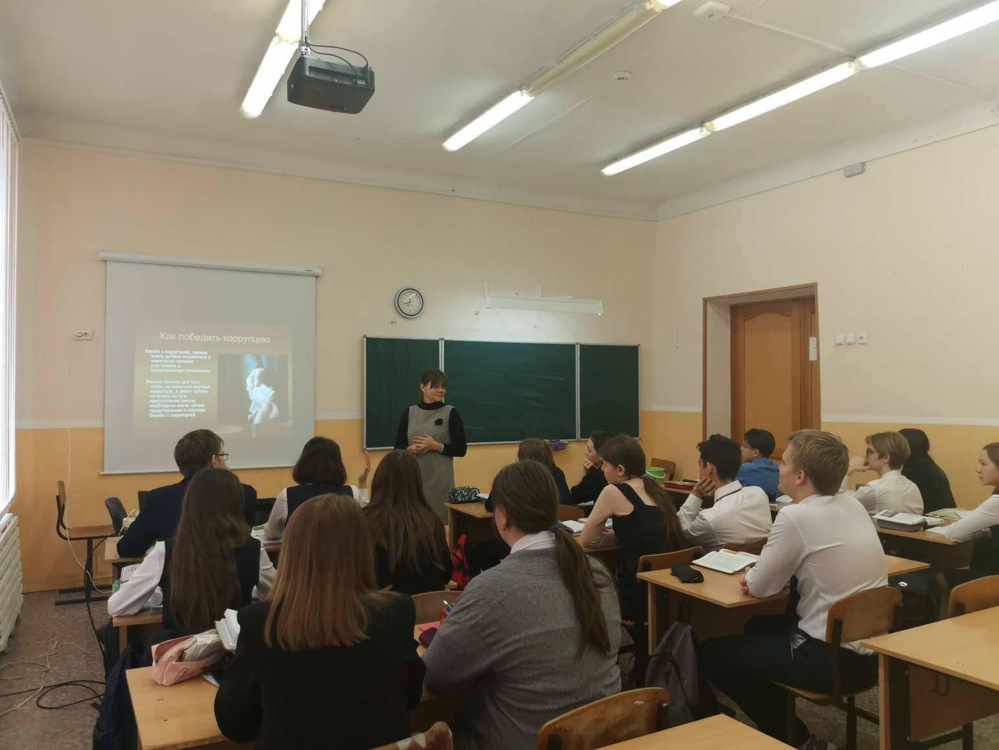 Как победить коррупцию
Борьба с коррупцией, прежде
всего, должна выражаться в
нежелании граждан
участвовать в
коррупционных отношениях.
Именно поэтому для того,
чтобы не оказаться жертвой
коррупции, а равно самому
не встать на путь
преступления закона,
необходимо иметь четкие
представления о способах
борьбы с коррупцией.